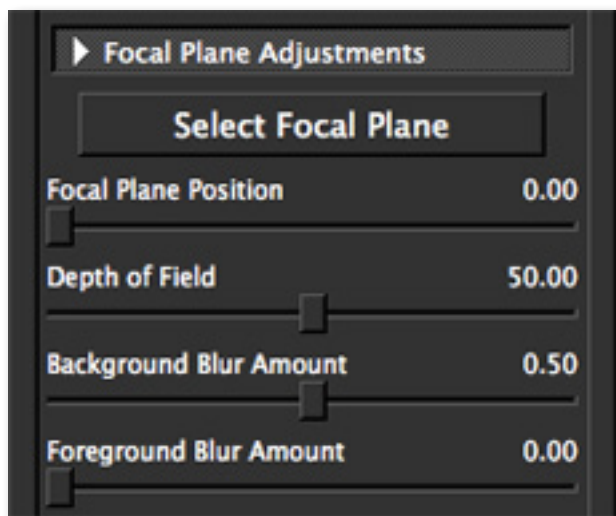 Focal Plane Adjustments
Select Focal Plane
Focal Plane Position 0.00
Depth of Field 50.00
Background Blur Amount 0.50
Foreground Blur Amount 0.00